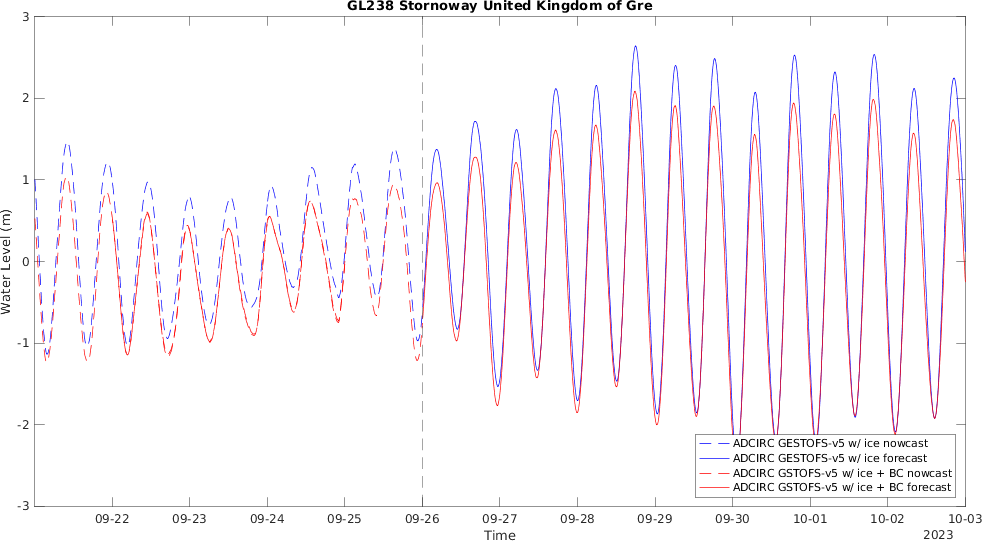 GL238 Stornoway United Kingdom of Gre
3
2
1
0
-1
-2
-3
Water Level (m)
ADCIRC GESTOFS-v5 w/ ice nowcast
ADCIRC GESTOFS-v5 w/ ice forecast
ADCIRC GSTOFS-v5 w/ ice + BC nowcast
ADCIRC GSTOFS-v5 w/ ice + BC forecast
09-22 09-23 09-24 09-25 09-26 09-27 09-28 09-29 09-30 10-01 10-02 10-03
Time
2023